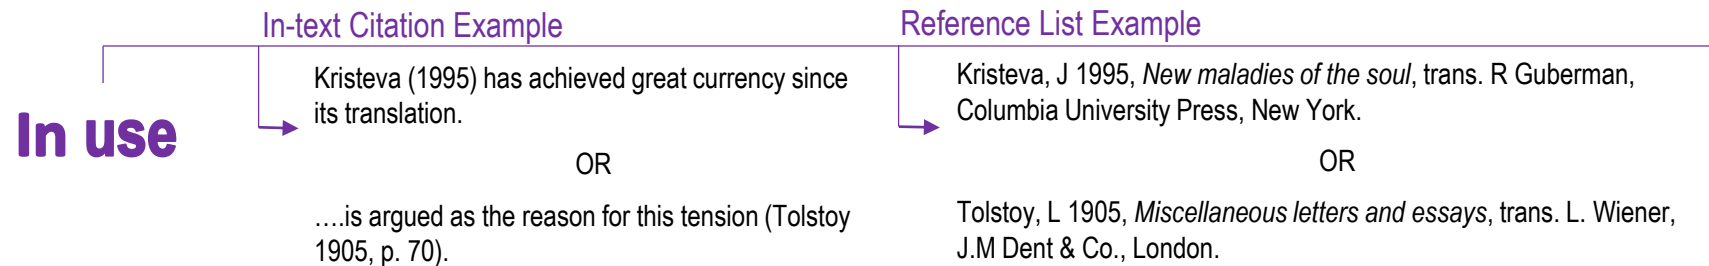 In-text Citation Example
Reference List Example
In use
Kristeva (1995) has achieved great currency since
its translation.
OR
….is argued as the reason for this tension (Tolstoy
1905, p. 70).
Kristeva, J 1995, New maladies of the soul, trans. R Guberman,
Columbia University Press, New York.
OR
Tolstoy, L 1905, Miscellaneous letters and essays, trans. L. Wiener,
J.M Dent & Co., London.